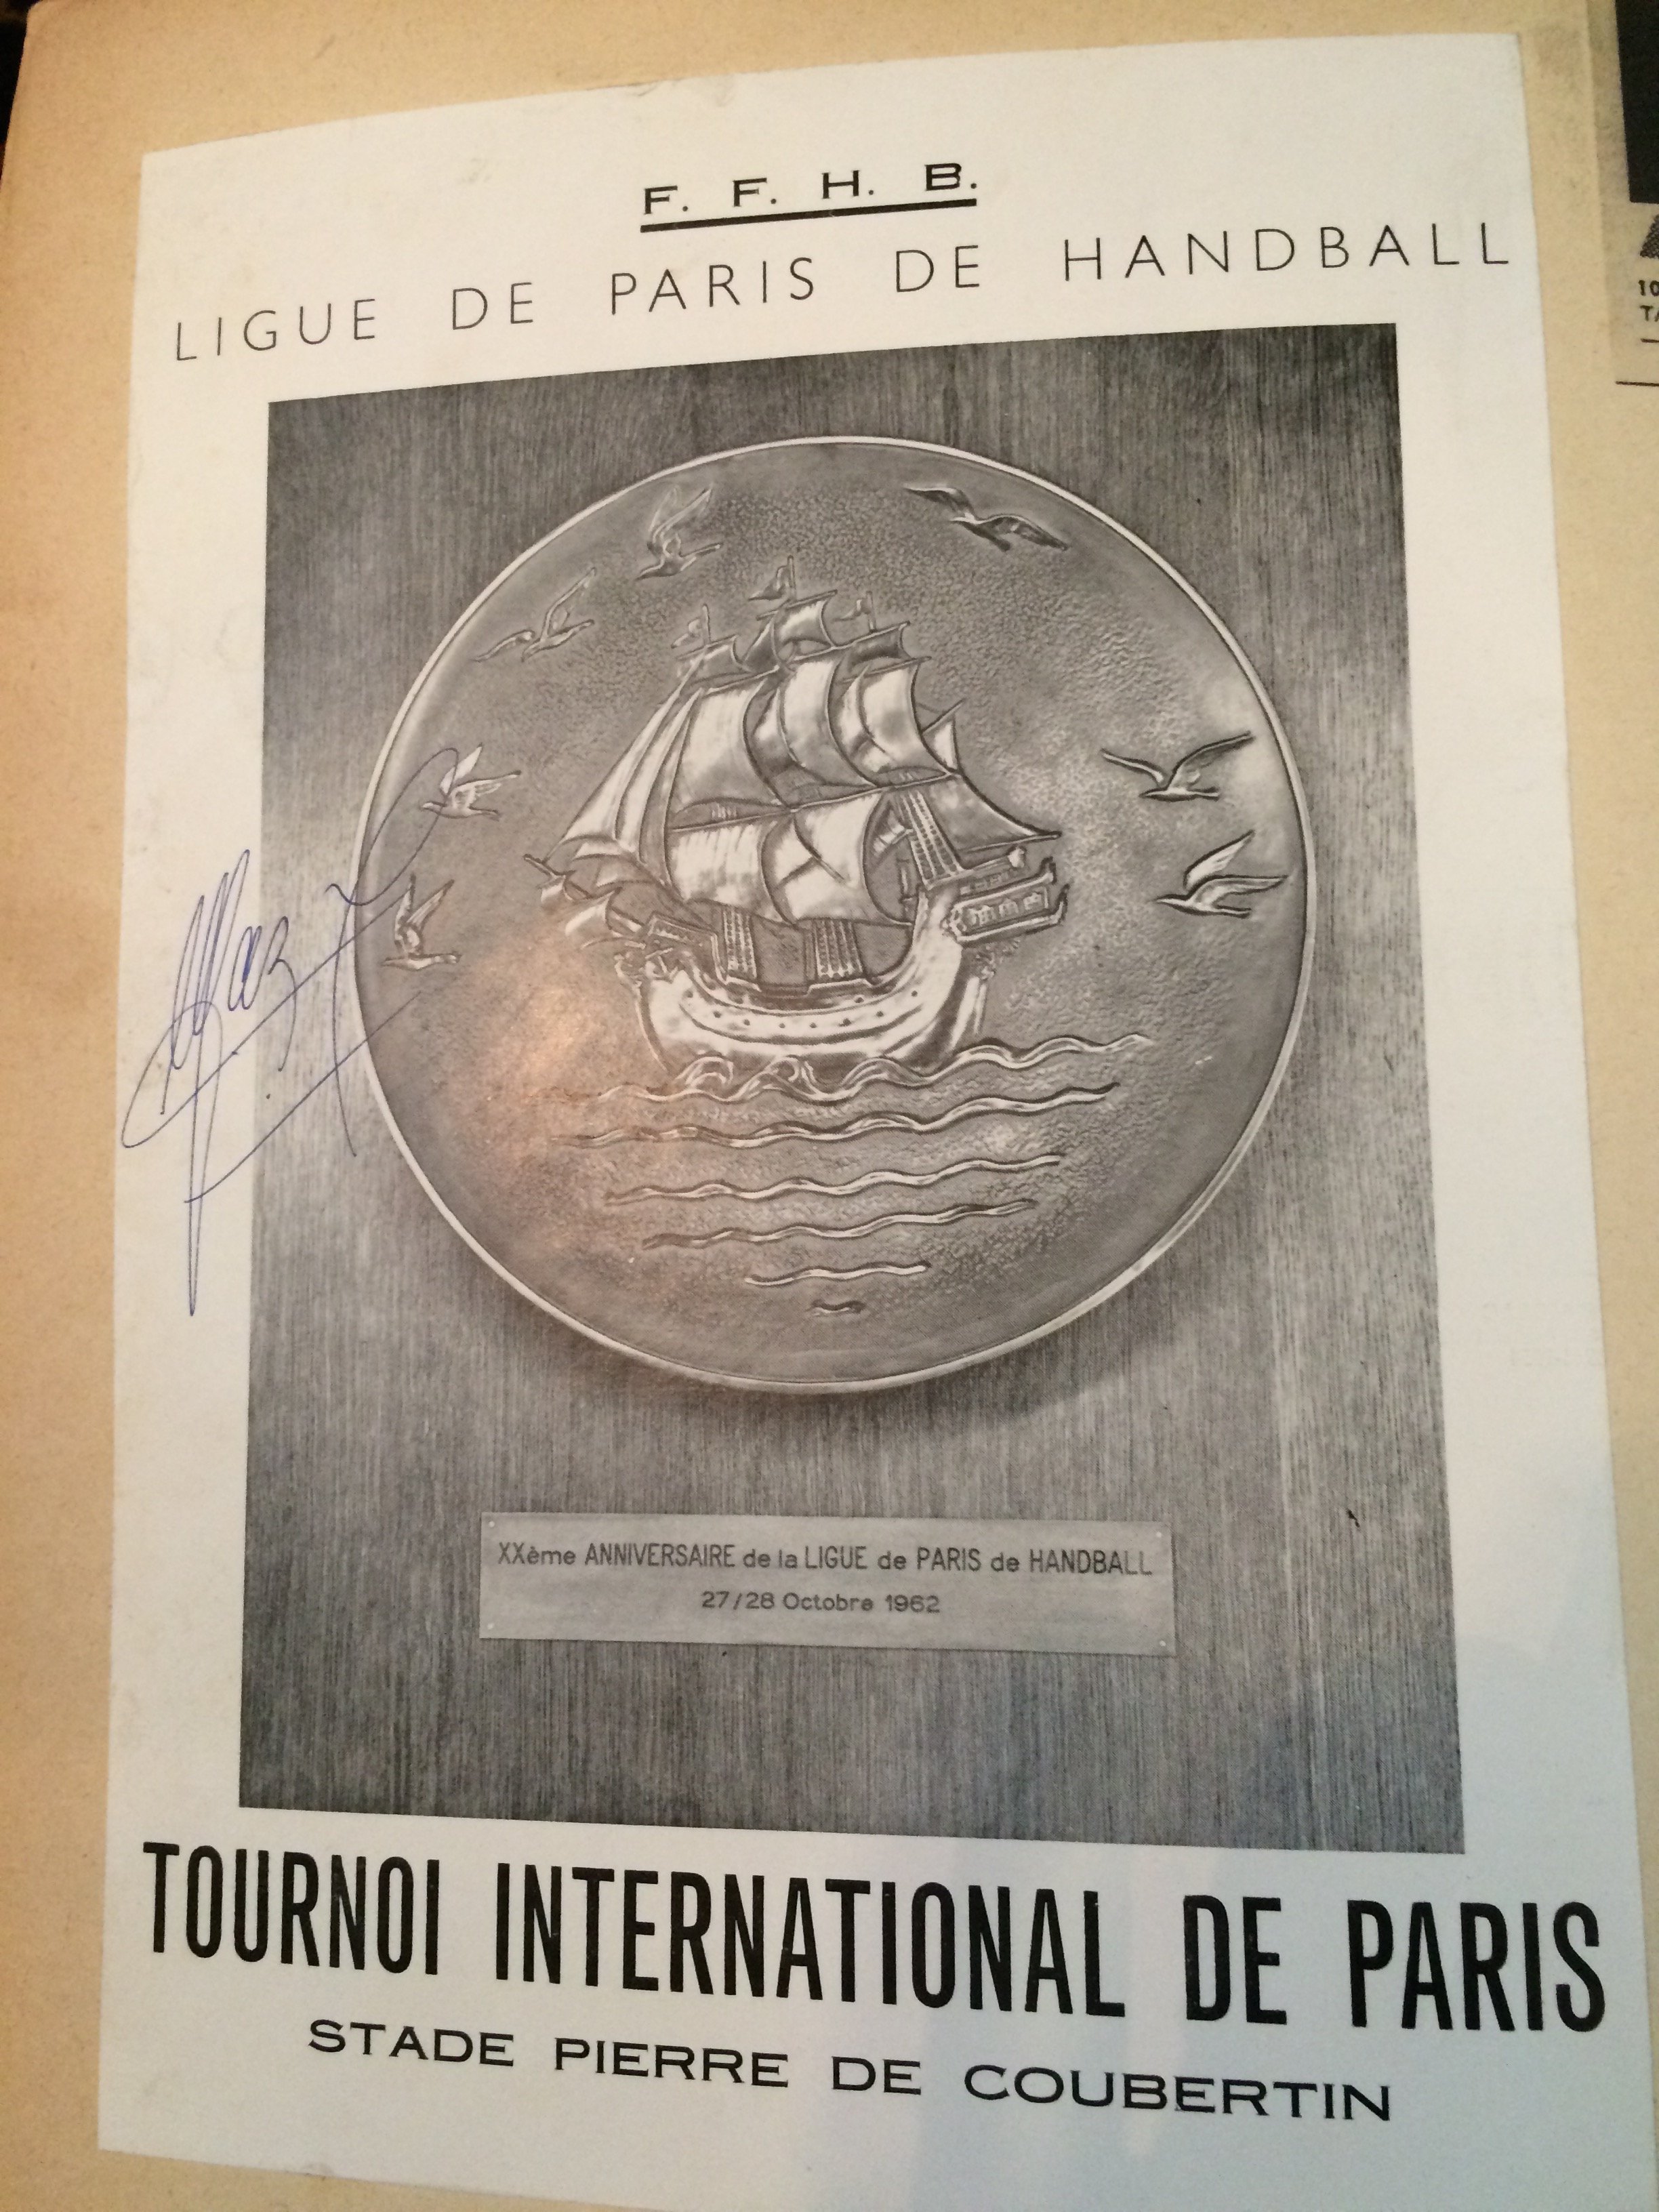 F. F. H. B.
LIGUE DE PARIS DE HANDBALL
XXème ANNIVERSAIRE de la LIGUE de PARIS de HANDBALL
27/28 Octobre 1962
TOURNOI INTERNATIONAL DE PARIS
STADE PIERRE DE COUBERTIN